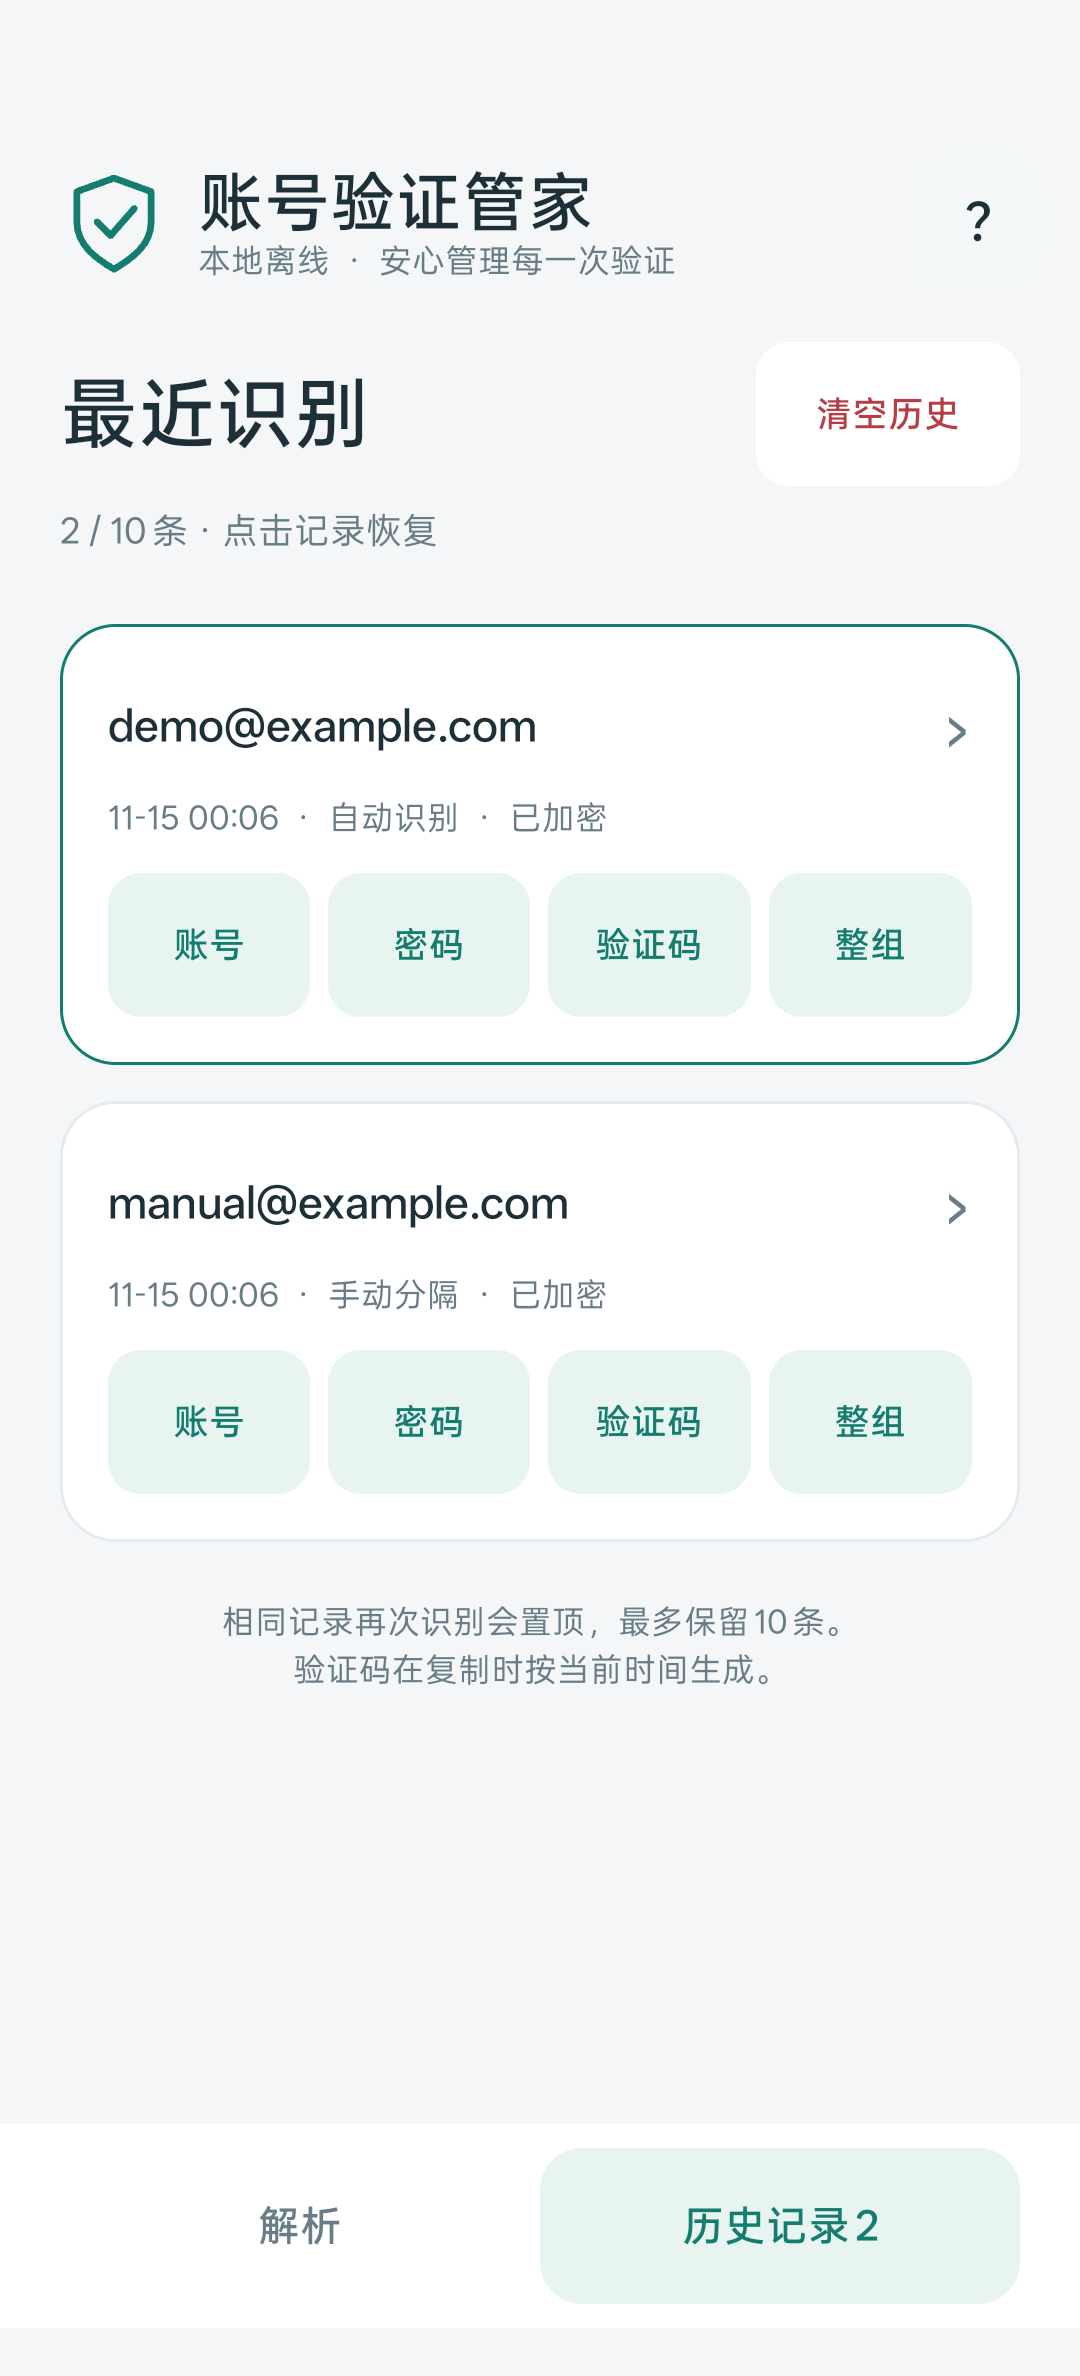 账号验证管家
本地离线 · 安心管理每一次验证
?
最近识别
清空历史
2 / 10 条 · 点击记录恢复
demo@example.com
11-15 00:06 · 自动识别 · 已加密
账号
密码
验证码
整组
manual@example.com
11-15 00:06 · 手动分隔 · 已加密
账号
密码
验证码
整组
相同记录再次识别会置顶，最多保留 10 条。
验证码在复制时按当前时间生成。
解析
历史记录 2